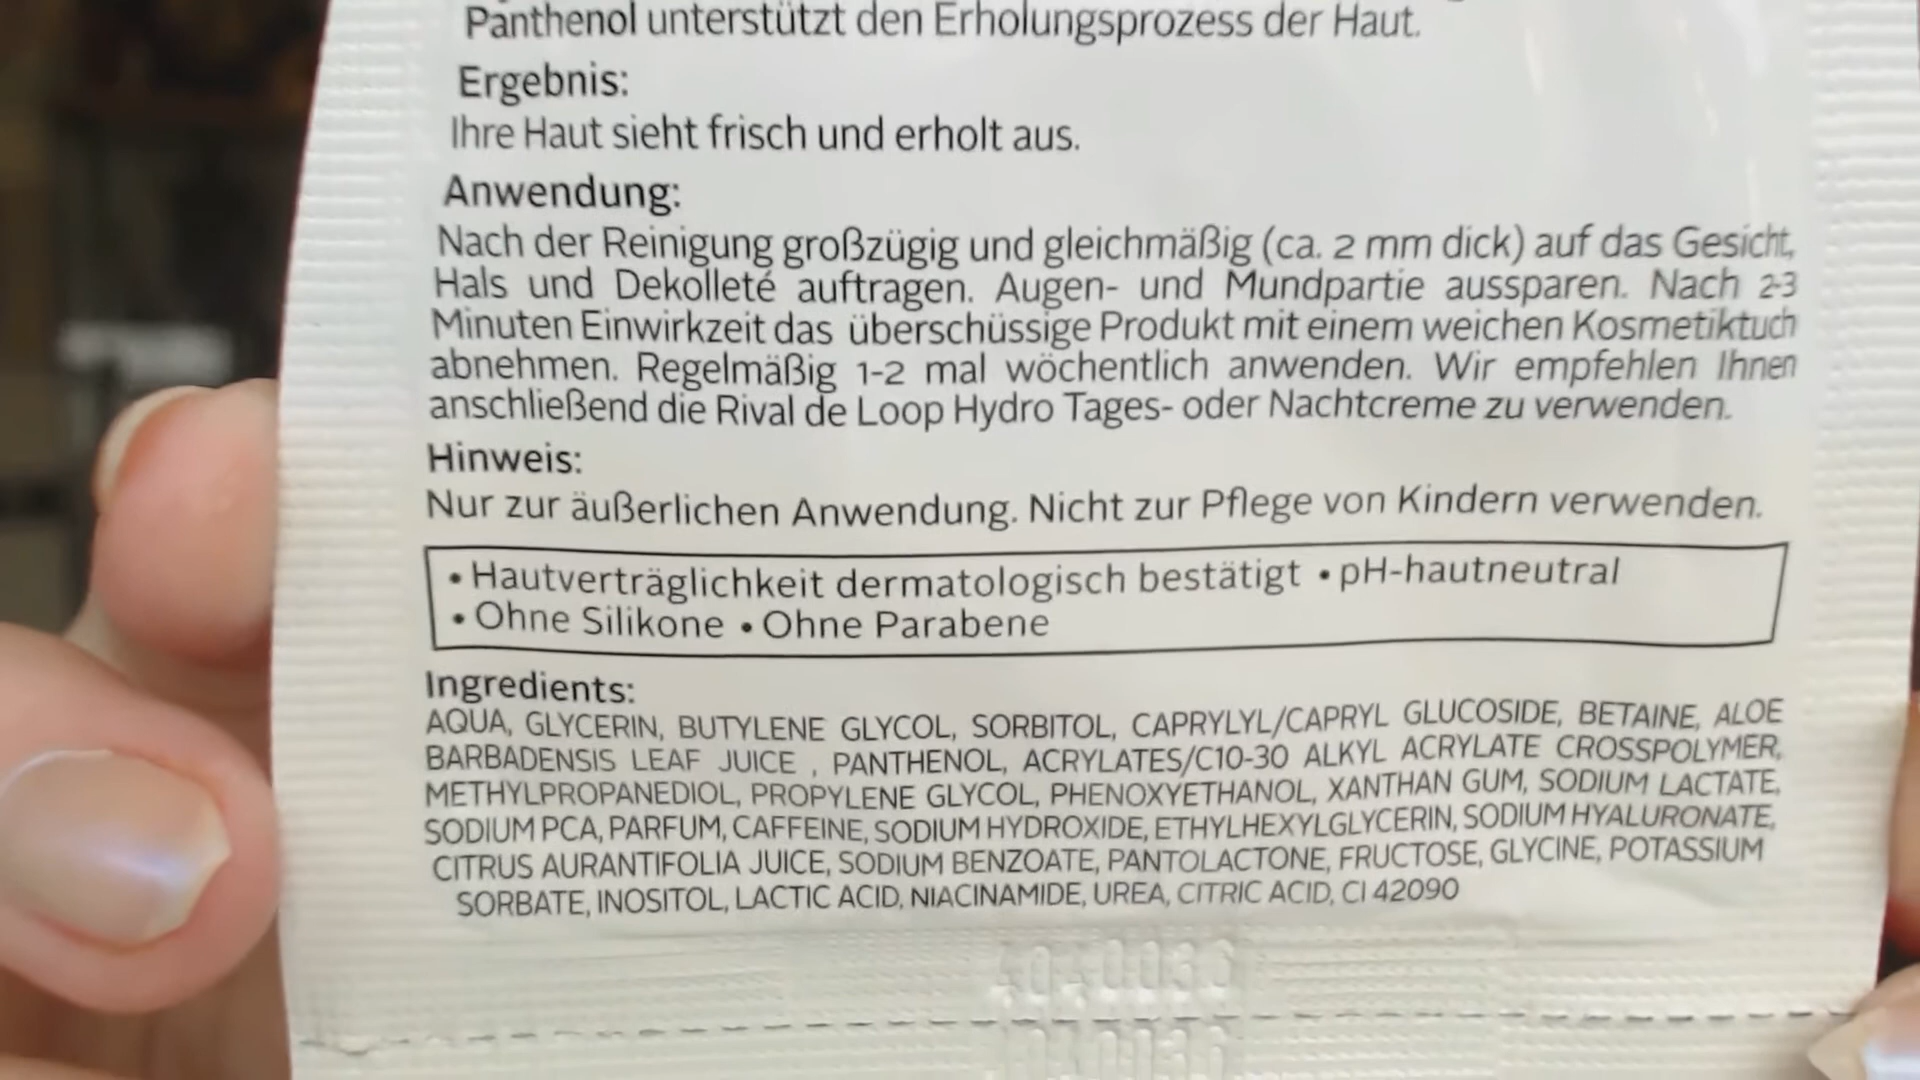 Panthenol unterstützt den Erholungsprozess der Haut.
Ergebnis:
Ihre Haut sieht frisch und erholt aus.
Anwendung:
Nach der Reinigung großzügig und gleichmäßig (ca. 2 mm dick) auf das Gesicht,
Hals und Dekolleté auftragen. Augen- und Mundpartie aussparen. Nach 2-3
Minuten Einwirkzeit das überschüssige Produkt mit einem weichen Kosmetiktuch
abnehmen. Regelmäßig 1-2 mal wöchentlich anwenden. Wir empfehlen Ihnen
anschließend die Rival de Loop Hydro Tages- oder Nachtcreme zu verwenden.
Hinweis:
Nur zur äußerlichen Anwendung. Nicht zur Pflege von Kindern verwenden.
• Hautverträglichkeit dermatologisch bestätigt • pH-hautneutral
• Ohne Silikone • Ohne Parabene
Ingredients:
AQUA, GLYCERIN, BUTYLENE GLYCOL, SORBITOL, CAPRYLYL/CAPRYL GLUCOSIDE, BETAINE, ALOE
BARBADENSIS LEAF JUICE , PANTHENOL, ACRYLATES/C10-30 ALKYL ACRYLATE CROSSPOLYMER,
METHYLPROPANEDIOL, PROPYLENE GLYCOL, PHENOXYETHANOL, XANTHAN GUM, SODIUM LACTATE,
SODIUM PCA, PARFUM, CAFFEINE, SODIUM HYDROXIDE, ETHYLHEXYLGLYCERIN, SODIUM HYALURONATE,
CITRUS AURANTIFOLIA JUICE, SODIUM BENZOATE, PANTOLACTONE, FRUCTOSE, GLYCINE, POTASSIUM
SORBATE, INOSITOL, LACTIC ACID, NIACINAMIDE, UREA, CITRIC ACID, CI 42090